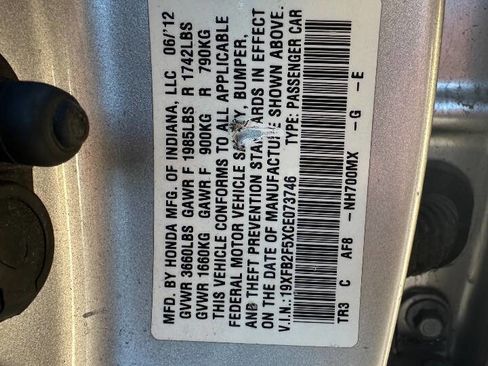 MFD. BY HONDA MFG. OF INDIANA, LLC 06/'12
GVWR 3660LBS GAWR F 1985LBS R 1742LBS
GVWR 1660KG GAWR F 900KG R 790KG
THIS VEHICLE CONFORMS TO ALL APPLICABLE
FEDERAL MOTOR VEHICLE SAFETY, BUMPER,
AND THEFT PREVENTION STANDARDS IN EFFECT
ON THE DATE OF MANUFACTURE SHOWN ABOVE.
V.I.N.: 19XFB2F5XCE073746 TYPE: PASSENGER CAR
TR3 C AF8 -NH700MX -G -E